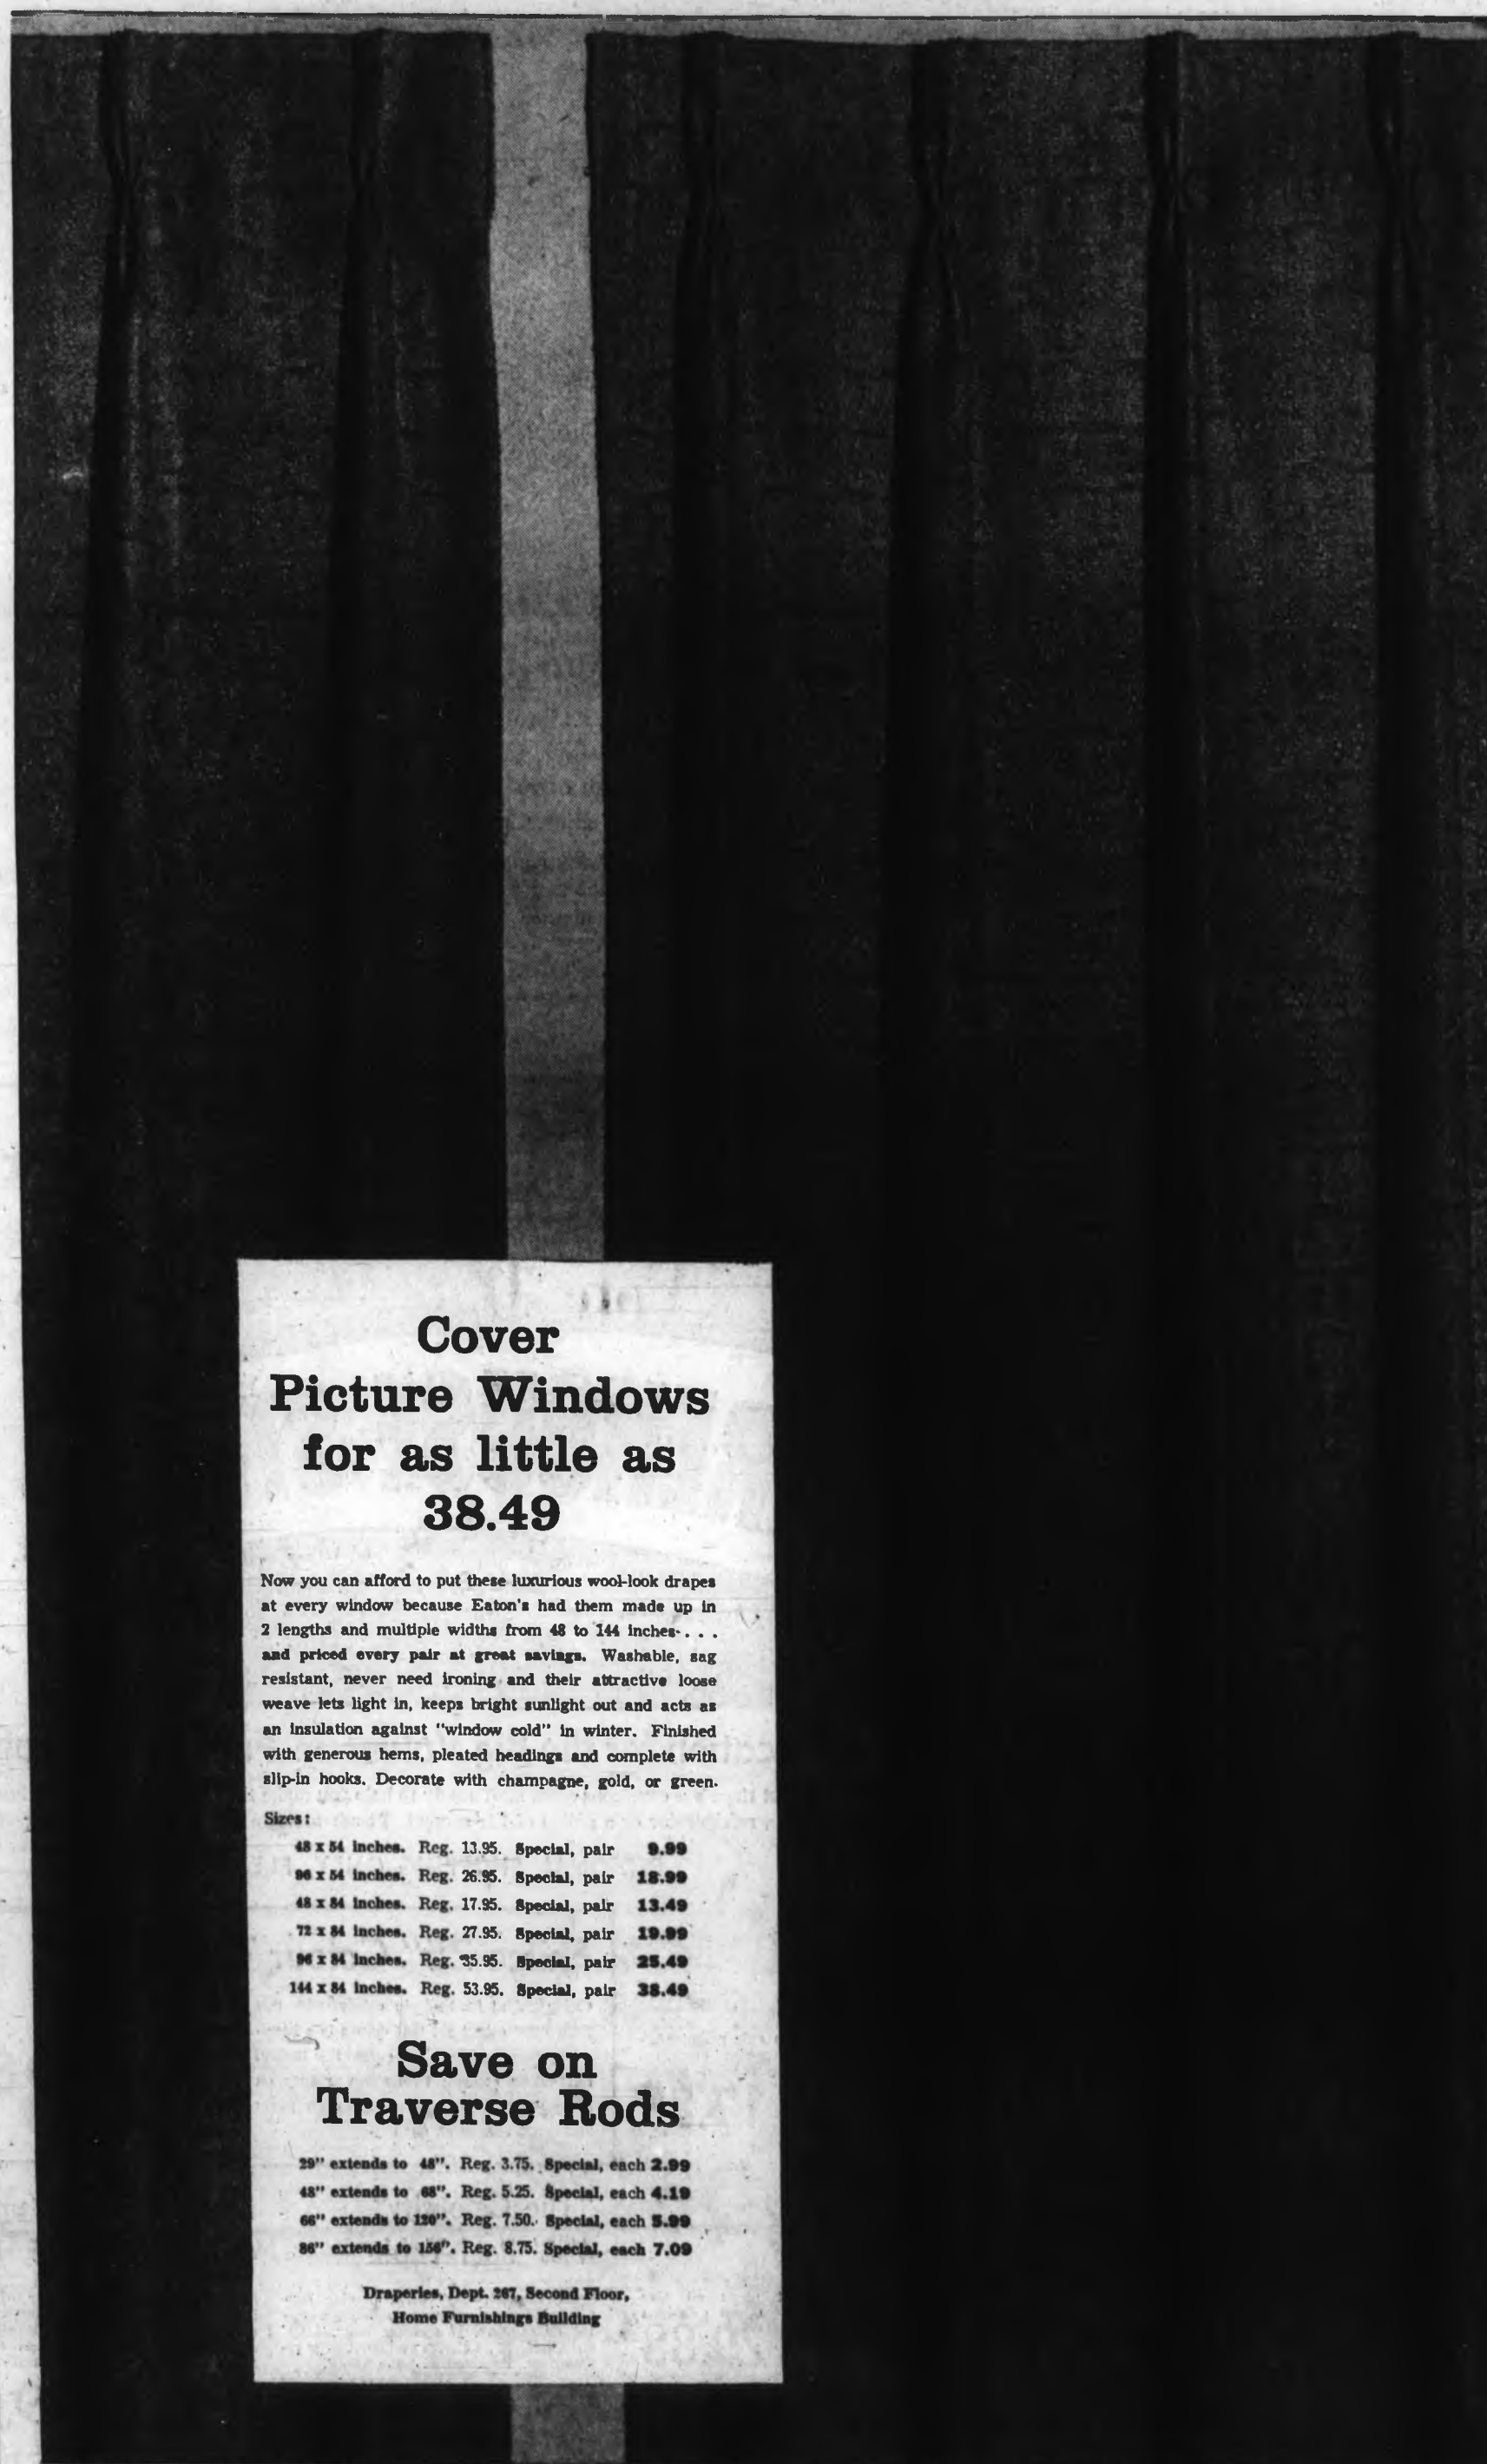 Cover
Picture Windows
for as little as
38.49
Now you can afford to put these luxurious wool-look drapes
at every window because Eaton's had them made up in
2 lengths and multiple widths from 48 to 144 inches . . .
and priced every pair at great savings. Washable, sag
resistant, never need ironing and their attractive loose
weave lets light in, keeps bright sunlight out and acts as
an insulation against "window cold" in winter. Finished
with generous hems, pleated headings and complete with
slip-in hooks. Decorate with champagne, gold, or green.
Sizes:
48 x 54 inches. Reg. 13.95. Special, pair 9.99
96 x 54 inches. Reg. 26.95. Special, pair 18.99
48 x 84 inches. Reg. 17.95. Special, pair 13.49
72 x 84 inches. Reg. 27.95. Special, pair 19.99
96 x 84 inches. Reg. 35.95. Special, pair 25.49
144 x 84 inches. Reg. 53.95. Special, pair 38.49
Save on
Traverse Rods
29" extends to 48". Reg. 3.75. Special, each 2.99
48" extends to 68". Reg. 5.25. Special, each 4.19
66" extends to 120". Reg. 7.50. Special, each 5.99
86" extends to 156". Reg. 8.75. Special, each 7.09
Draperies, Dept. 267, Second Floor,
Home Furnishings Building